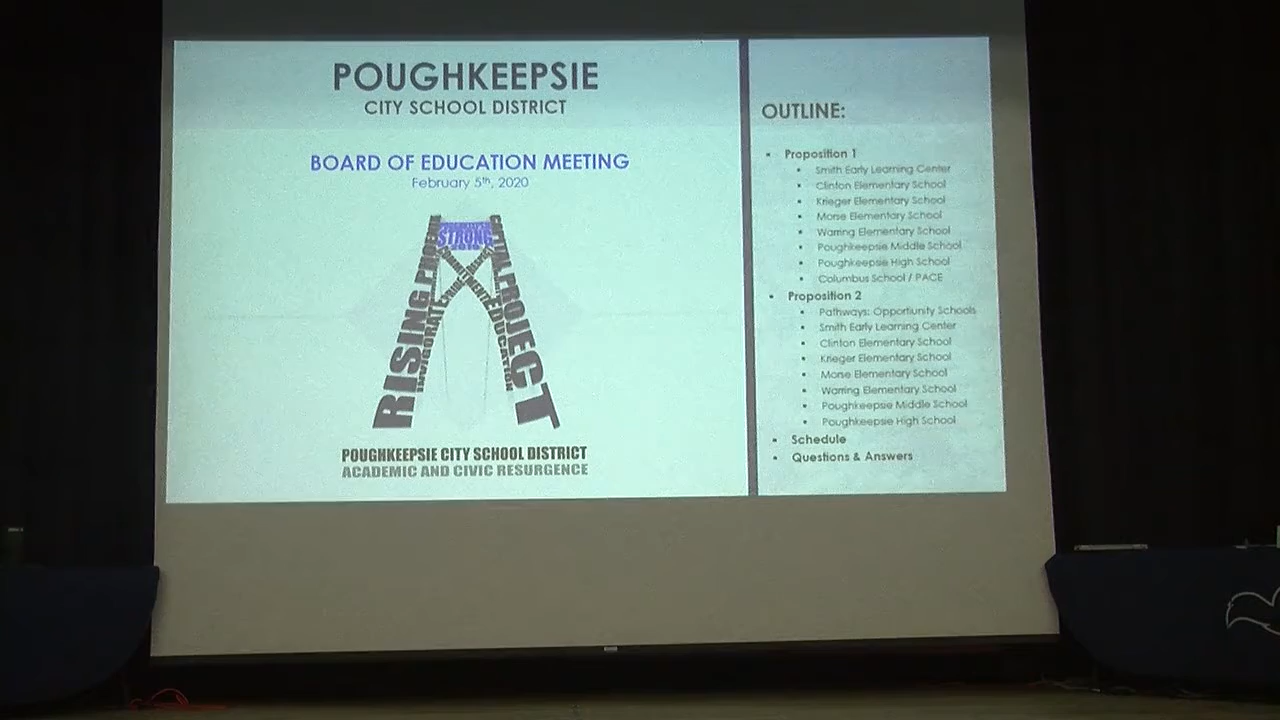 POUGHKEEPSIE
CITY SCHOOL DISTRICT
BOARD OF EDUCATION MEETING
February 5th, 2020
STRONG
RISING
PROJECT
INVIGORATE
EDUCATION
POUGHKEEPSIE CITY SCHOOL DISTRICT
ACADEMIC AND CIVIC RESURGENCE
OUTLINE:
Proposition 1
Smith Early Learning Center
Clinton Elementary School
Krieger Elementary School
Morse Elementary School
Warring Elementary School
Poughkeepsie Middle School
Poughkeepsie High School
Columbus School / PACE
Proposition 2
Pathways: Opportunity Schools
Smith Early Learning Center
Clinton Elementary School
Krieger Elementary School
Morse Elementary School
Warring Elementary School
Poughkeepsie Middle School
Poughkeepsie High School
Schedule
Questions & Answers